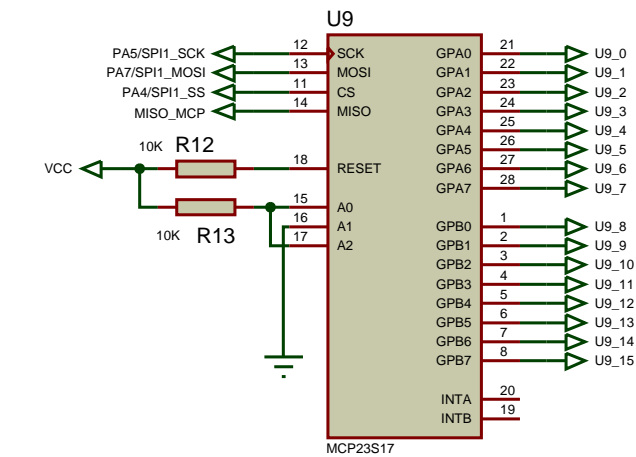 U9
PA5/SPI1_SCK 12 SCK GPA0 21 U9_0
PA7/SPI1_MOSI 13 MOSI GPA1 22 U9_1
PA4/SPI1_SS 11 CS GPA2 23 U9_2
MISO_MCP 14 MISO GPA3 24 U9_3
GPA4 25 U9_4
10K R12 GPA5 26 U9_5
VCC 18 RESET GPA6 27 U9_6
GPA7 28 U9_7
15 A0
16 A1 GPB0 1 U9_8
10K R13 17 A2 GPB1 2 U9_9
GPB2 3 U9_10
GPB3 4 U9_11
GPB4 5 U9_12
GPB5 6 U9_13
GPB6 7 U9_14
GPB7 8 U9_15
INTA 20
INTB 19
MCP23S17